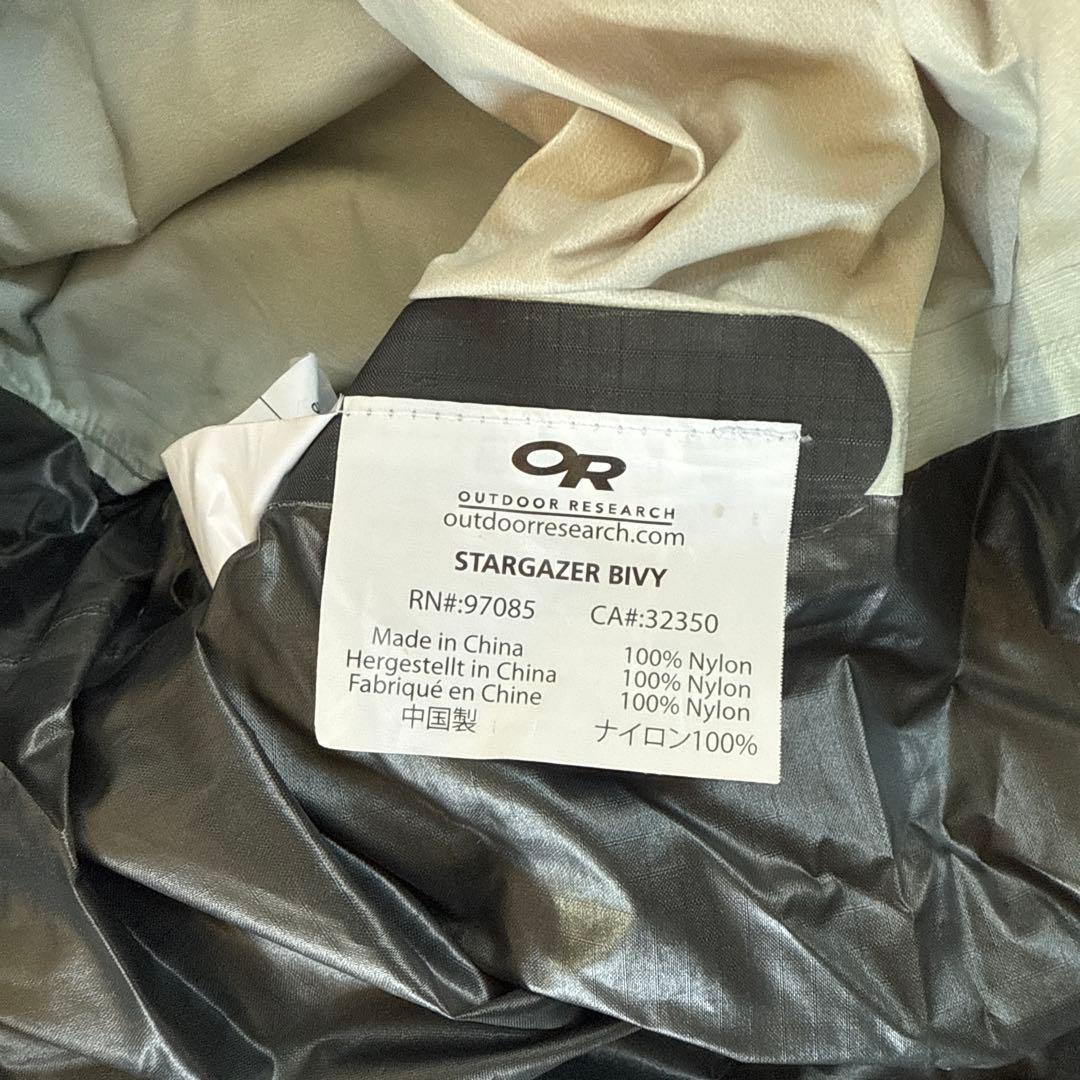 OR
OUTDOOR RESEARCH
outdoorresearch.com
STARGAZER BIVY
RN#:97085 CA#:32350
Made in China 100% Nylon
Hergestellt in China 100% Nylon
Fabriqué en Chine 100% Nylon
中国製 ナイロン100%